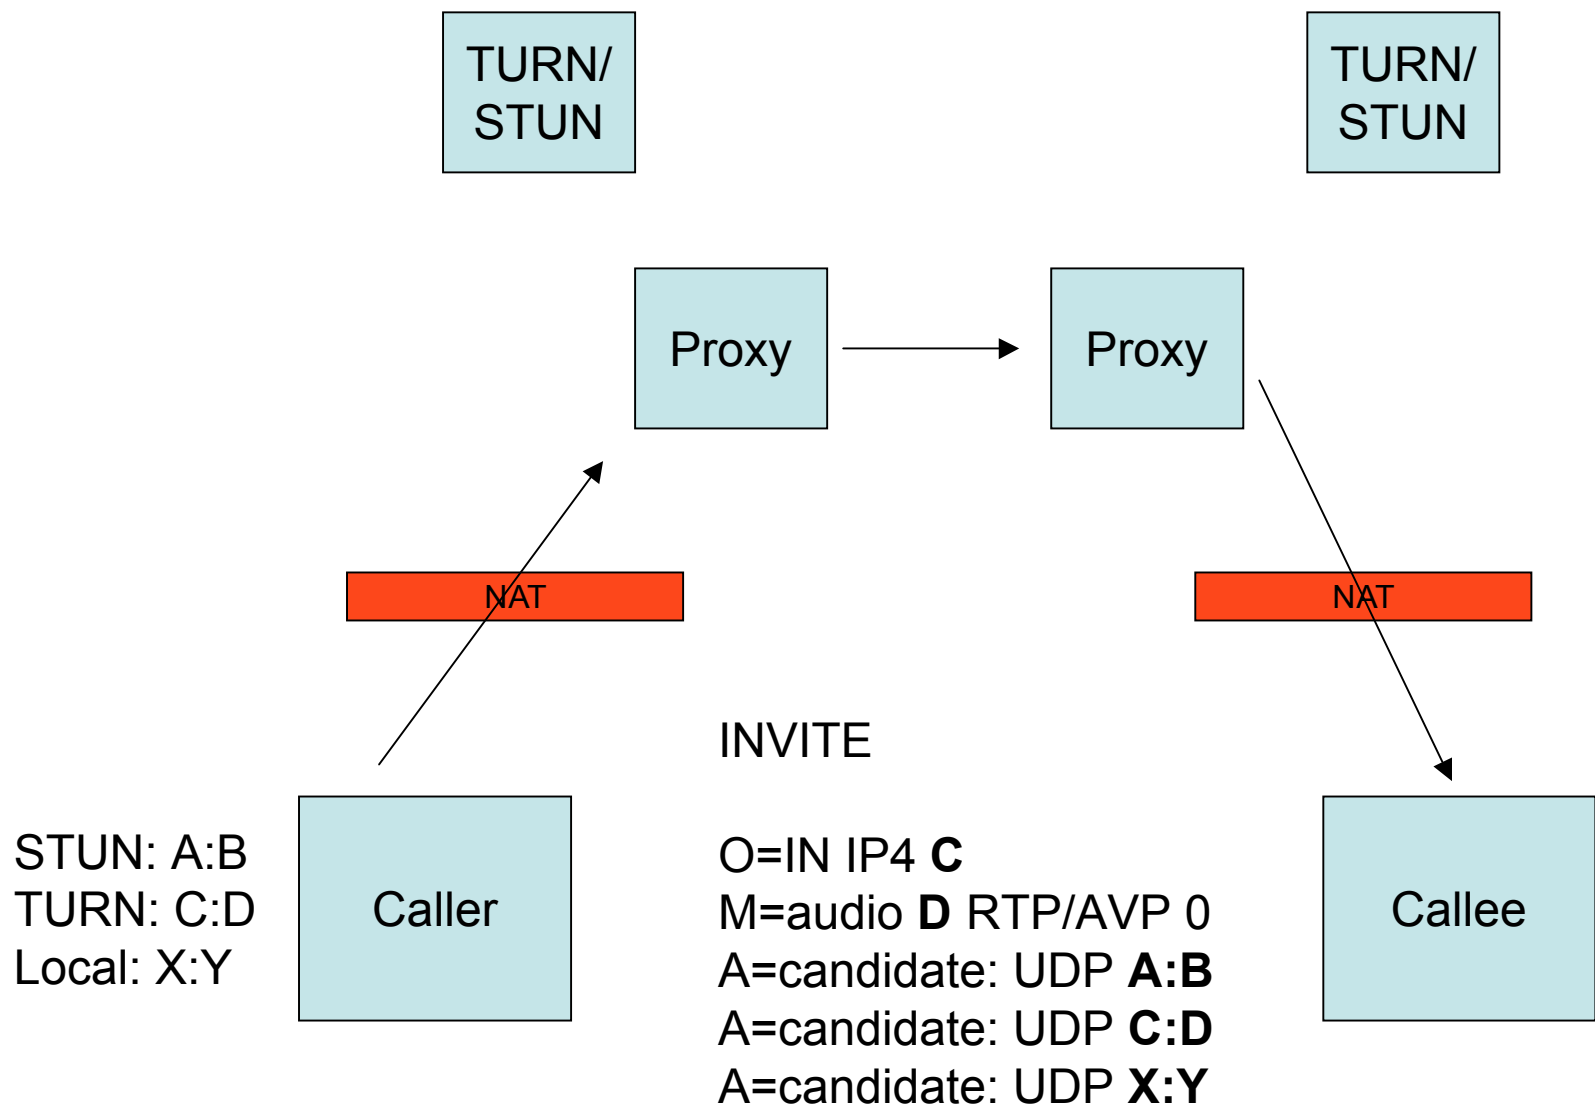 TURN/
STUN
TURN/
STUN
Proxy
Proxy
NAT
NAT
STUN: A:B
TURN: C:D
Local: X:Y
Caller
INVITE
O=IN IP4 C
M=audio D RTP/AVP 0
A=candidate: UDP A:B
A=candidate: UDP C:D
A=candidate: UDP X:Y
Callee